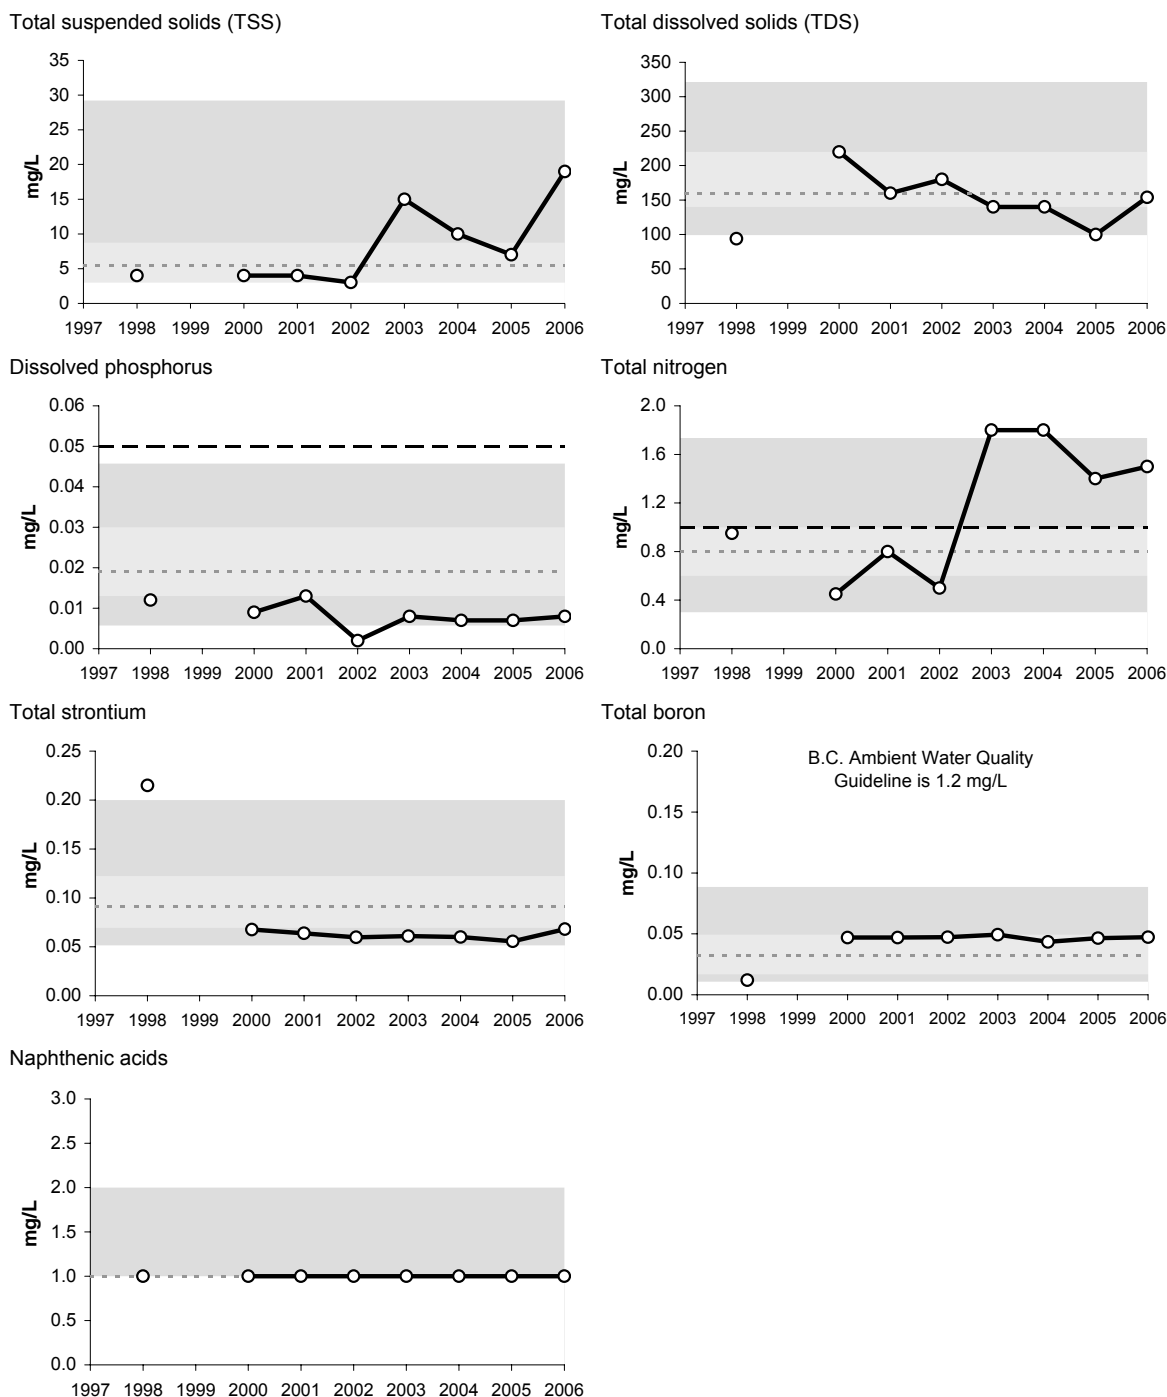 Total suspended solids (TSS)
35
30
25
20
15
10
5
0
mg/L
1997 1998 1999 2000 2001 2002 2003 2004 2005 2006
Total dissolved solids (TDS)
350
300
250
200
150
100
50
0
mg/L
1997 1998 1999 2000 2001 2002 2003 2004 2005 2006
Dissolved phosphorus
0.06
0.05
0.04
0.03
0.02
0.01
0.00
mg/L
1997 1998 1999 2000 2001 2002 2003 2004 2005 2006
Total nitrogen
2.0
1.6
1.2
0.8
0.4
0.0
mg/L
1997 1998 1999 2000 2001 2002 2003 2004 2005 2006
Total strontium
0.25
0.20
0.15
0.10
0.05
0.00
mg/L
1997 1998 1999 2000 2001 2002 2003 2004 2005 2006
Total boron
B.C. Ambient Water Quality
Guideline is 1.2 mg/L
0.20
0.15
0.10
0.05
0.00
mg/L
1997 1998 1999 2000 2001 2002 2003 2004 2005 2006
Naphthenic acids
3.0
2.5
2.0
1.5
1.0
0.5
0.0
mg/L
1997 1998 1999 2000 2001 2002 2003 2004 2005 2006